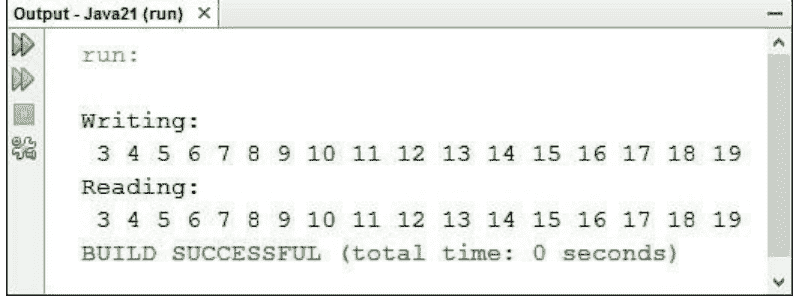 Output - Java21 (run)
run:
Writing:
3 4 5 6 7 8 9 10 11 12 13 14 15 16 17 18 19
Reading:
3 4 5 6 7 8 9 10 11 12 13 14 15 16 17 18 19
BUILD SUCCESSFUL (total time: 0 seconds)